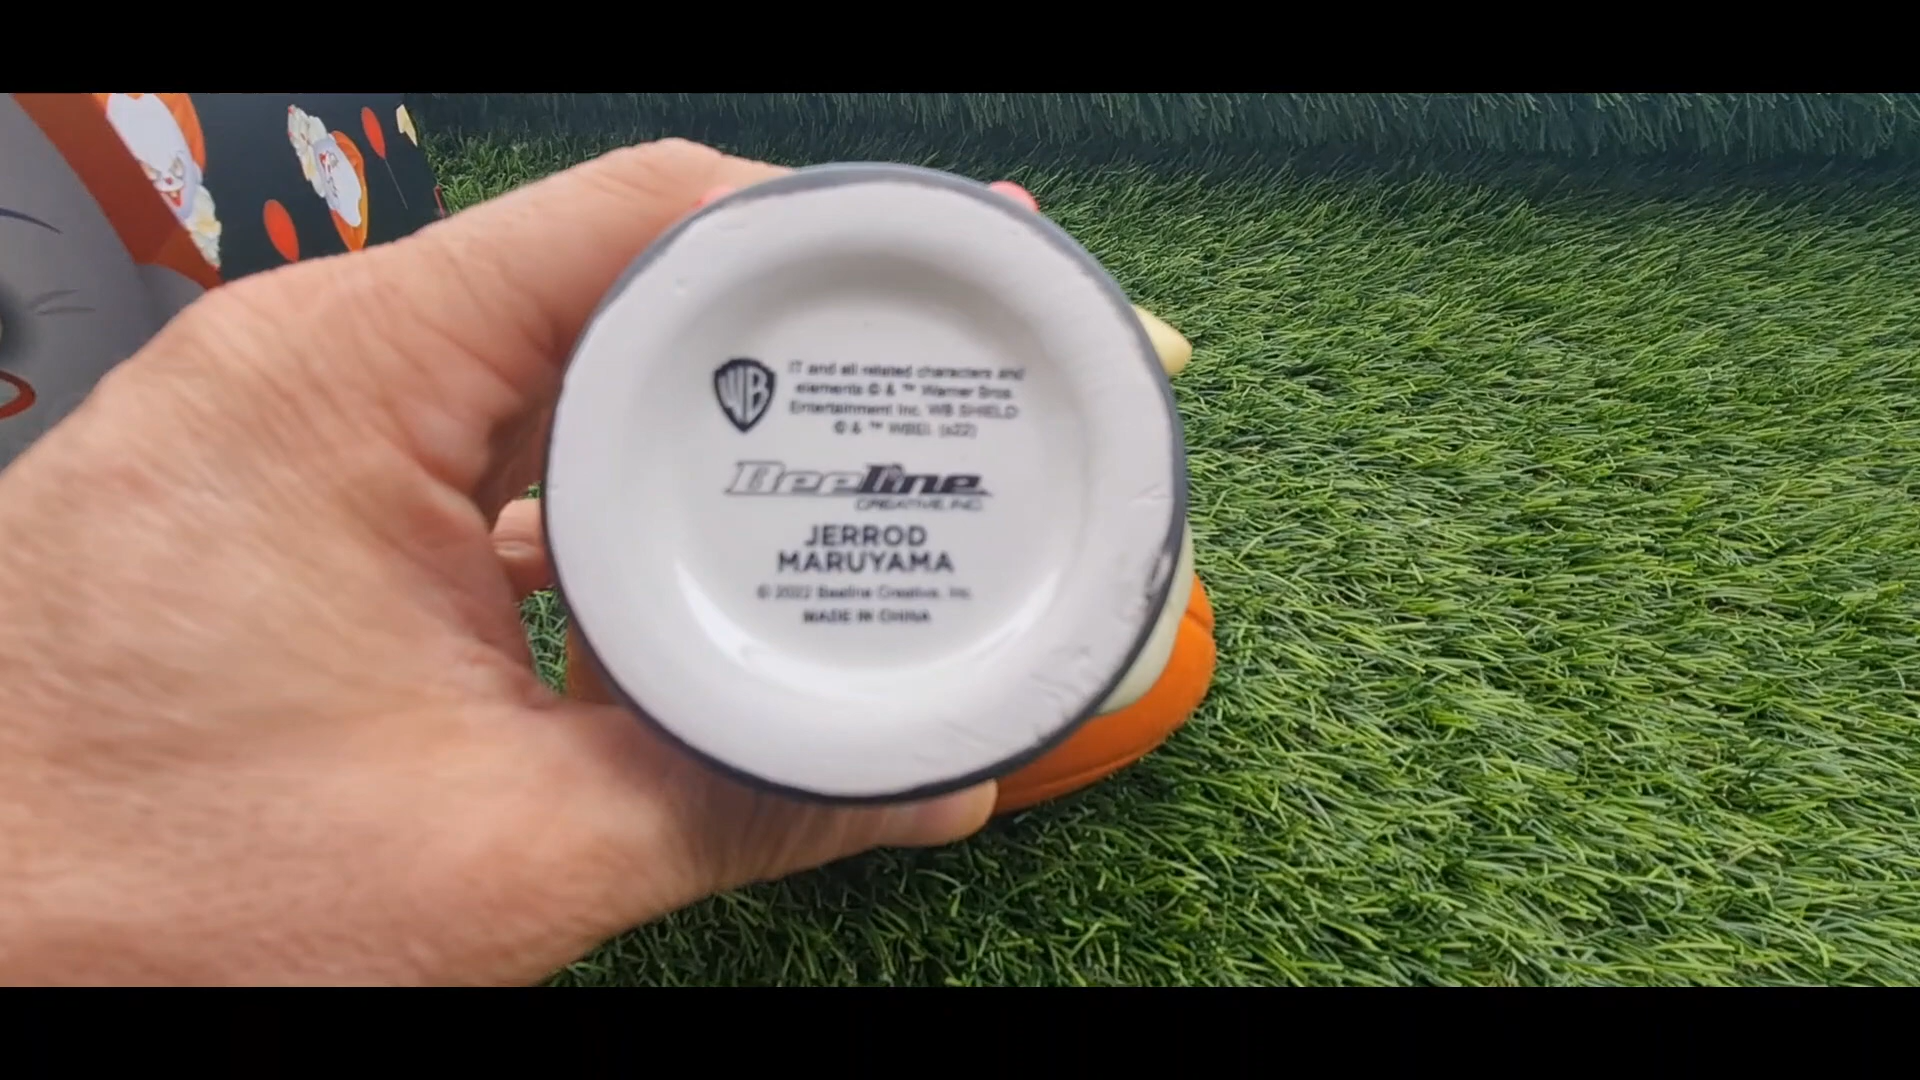 WB
IT and all related characters and
elements © & ™ Warner Bros.
Entertainment Inc. WB SHIELD
© & ™ WBEI. (s22)
Beeline
CREATIVE, INC.
JERROD
MARUYAMA
© 2022 Beeline Creative, Inc.
MADE IN CHINA